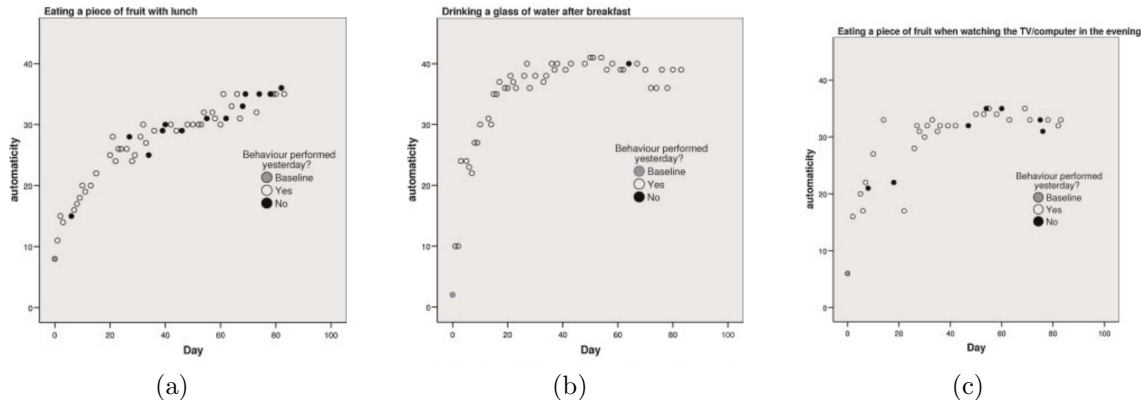 Eating a piece of fruit with lunch
automaticity
40
30
20
10
0
Behaviour performed
yesterday?
Baseline
Yes
No
0
20
40
60
80
100
Day
(a)
Drinking a glass of water after breakfast
automaticity
40
30
20
10
0
Behaviour performed
yesterday?
Baseline
Yes
No
0
20
40
60
80
100
Day
(b)
Eating a piece of fruit when watching the TV/computer in the evening
automaticity
40
30
20
10
0
Behaviour performed
yesterday?
Baseline
Yes
No
0
20
40
60
80
100
Day
(c)